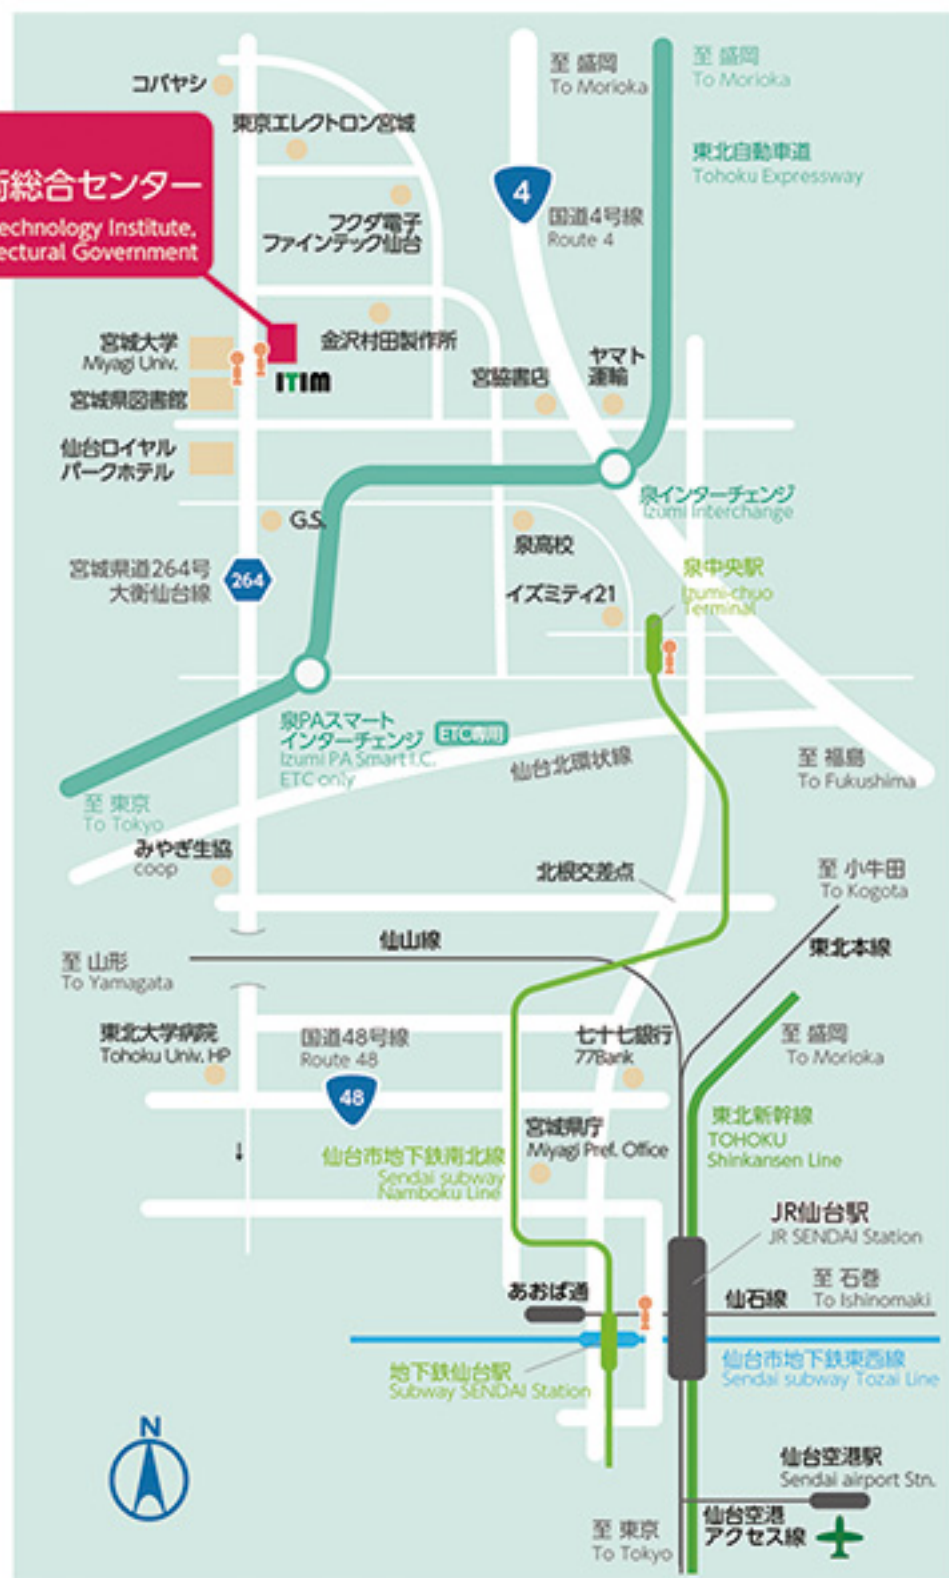 コバヤシ
東京エレクトロン宮城
総合センター
echnology Institute,
ectural Government
フクダ電子
ファインテック仙台
至 盛岡
To Morioka
至 盛岡
To Morioka
東北自動車道
Tohoku Expressway
4
国道4号線
Route 4
宮城大学
Miyagi Univ.
宮城県図書館
ITIM
金沢村田製作所
宮脇書店
ヤマト
運輸
仙台ロイヤル
パークホテル
G.S.
泉インターチェンジ
Izumi Interchange
泉高校
宮城県道264号
大衡仙台線
264
イズミティ21
泉中央駅
Izumi-chuo
Terminal
泉PAスマート
インターチェンジ
ETC専用
Izumi PA Smart I.C.
ETC only
仙台北環状線
至 福島
To Fukushima
至 東京
To Tokyo
みやぎ生協
coop
北根交差点
至 小牛田
To Kogota
仙山線
東北本線
至 山形
To Yamagata
東北大学病院
Tohoku Univ. HP
国道48号線
Route 48
48
七十七銀行
77Bank
至 盛岡
To Morioka
東北新幹線
TOHOKU
Shinkansen Line
宮城県庁
Miyagi Pref. Office
仙台市地下鉄南北線
Sendai subway
Namboku Line
JR仙台駅
JR SENDAI Station
あおば通
仙石線
至 石巻
To Ishinomaki
地下鉄仙台駅
Subway SENDAI Station
仙台市地下鉄東西線
Sendai subway Tozai Line
N
仙台空港駅
Sendai airport Stn.
仙台空港
アクセス線
至 東京
To Tokyo